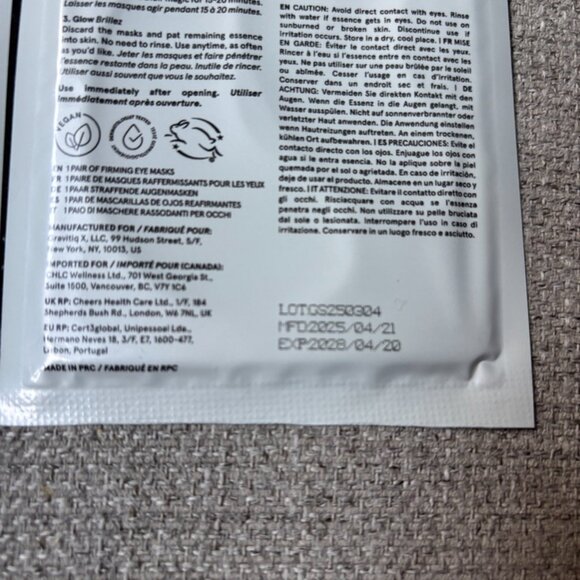 Laisser les masques agir pendant 15 à 20 minutes.
3. Glow Brillez
Discard the masks and pat remaining essence
into skin. No need to rinse. Use anytime, as often
as you'd like. Jeter les masques et faire pénétrer
l'essence restante dans la peau. Inutile de rincer.
Utiliser aussi souvent que vous le souhaitez.
Use immediately after opening. Utiliser
immédiatement après ouverture.
VEGAN
EN 1 PAIR OF FIRMING EYE MASKS
FR 1 PAIRE DE MASQUES RAFFERMISSANTS POUR LES YEUX
1 PAAR STRAFFENDE AUGENMASKEN
1 PAR DE MASCARILLAS DE OJOS REAFIRMANTES
1 PAIO DI MASCHERE RASSODANTI PER OCCHI
MANUFACTURED FOR / FABRIQUÉ POUR:
Gravitiq X, LLC, 99 Hudson Street, 5/F,
New York, NY, 10013, US
IMPORTED FOR / IMPORTÉ POUR (CANADA):
CHLC Wellness Ltd., 701 West Georgia St.,
Suite 1500, Vancouver, BC, V7Y 1C6
UK RP: Cheers Health Care Ltd., 1/F, 184
Shepherds Bush Rd., London, W6 7NL, UK
EU RP: Cert3global, Unipessoal Lda.,
Hermano Neves 18, 3/F, E7, 1600-477,
Lisbon, Portugal
MADE IN PRC / FABRIQUÉ EN RPC
EN CAUTION: Avoid direct contact with eyes. Rinse
with water if essence gets in eyes. Do not use on
sunburned or broken skin. Discontinue use if
irritation occurs. Store in a dry, cool place. I FR MISE
EN GARDE: Éviter le contact direct avec les yeux.
Rincer à l'eau si l'essence entre en contact avec les
yeux. Ne pas utiliser sur une peau brûlée par le soleil
ou abîmée. Cesser l'usage en cas d'irritation.
Conserver dans un endroit sec et frais. I DE
ACHTUNG: Vermeiden Sie direkten Kontakt mit den
Augen. Wenn die Essenz in die Augen gelangt, mit
Wasser ausspülen. Nicht auf sonnenverbrannter oder
verletzter Haut anwenden. Die Anwendung einstellen
wenn Hautreizungen auftreten. An einem trockenen,
kühlen Ort aufbewahren. I ES PRECAUCIONES: Evite el
contacto directo con los ojos. Enjuague los ojos con
agua si le entra esencia. No la aplique sobre la piel
quemada por el sol o agrietada. En caso de irritación,
deje de usar el producto. Almacene en un lugar seco y
fresco. I IT ATTENZIONE: Evitare il contatto diretto con
gli occhi. Risciacquare con acqua se l'essenza
penetra negli occhi. Non utilizzare su pelle bruciata
dal sole o lesionata. Interrompere l'uso in caso di
irritazione. Conservare in un luogo fresco e asciutto.
LOTGS250304
MFD2025/04/21
EXP2028/04/20